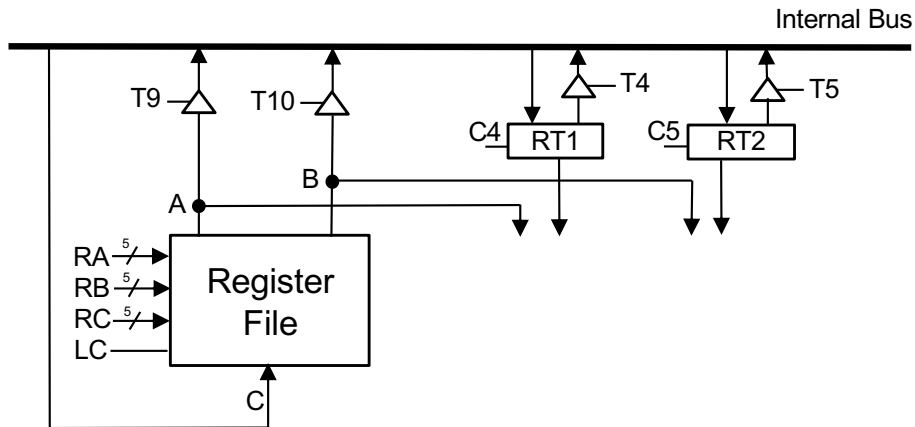 Internal Bus
T9
T10
T4
T5
C4
RT1
C5
RT2
B
A
RA
5
RB
5
RC
5
LC
Register
File
C